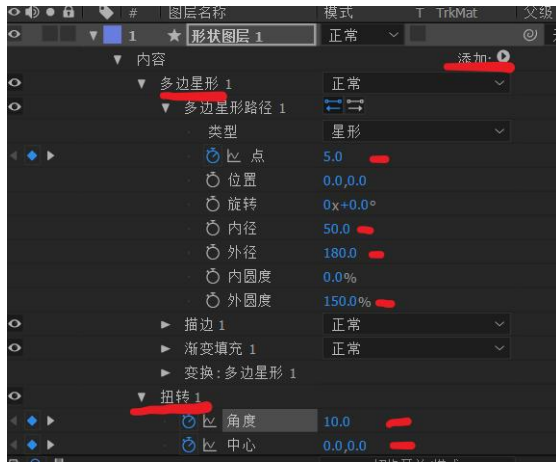 # 图层名称 模式 T TrkMat 父级
1 ★ 形状图层 1 正常
内容 添加:
多边星形 1 正常
多边星形路径 1
类型 星形
点 5.0
位置 0.0,0.0
旋转 0x+0.0°
内径 50.0
外径 180.0
内圆度 0.0%
外圆度 150.0%
描边 1 正常
渐变填充 1 正常
变换:多边星形 1
扭转 1
角度 10.0
中心 0.0,0.0